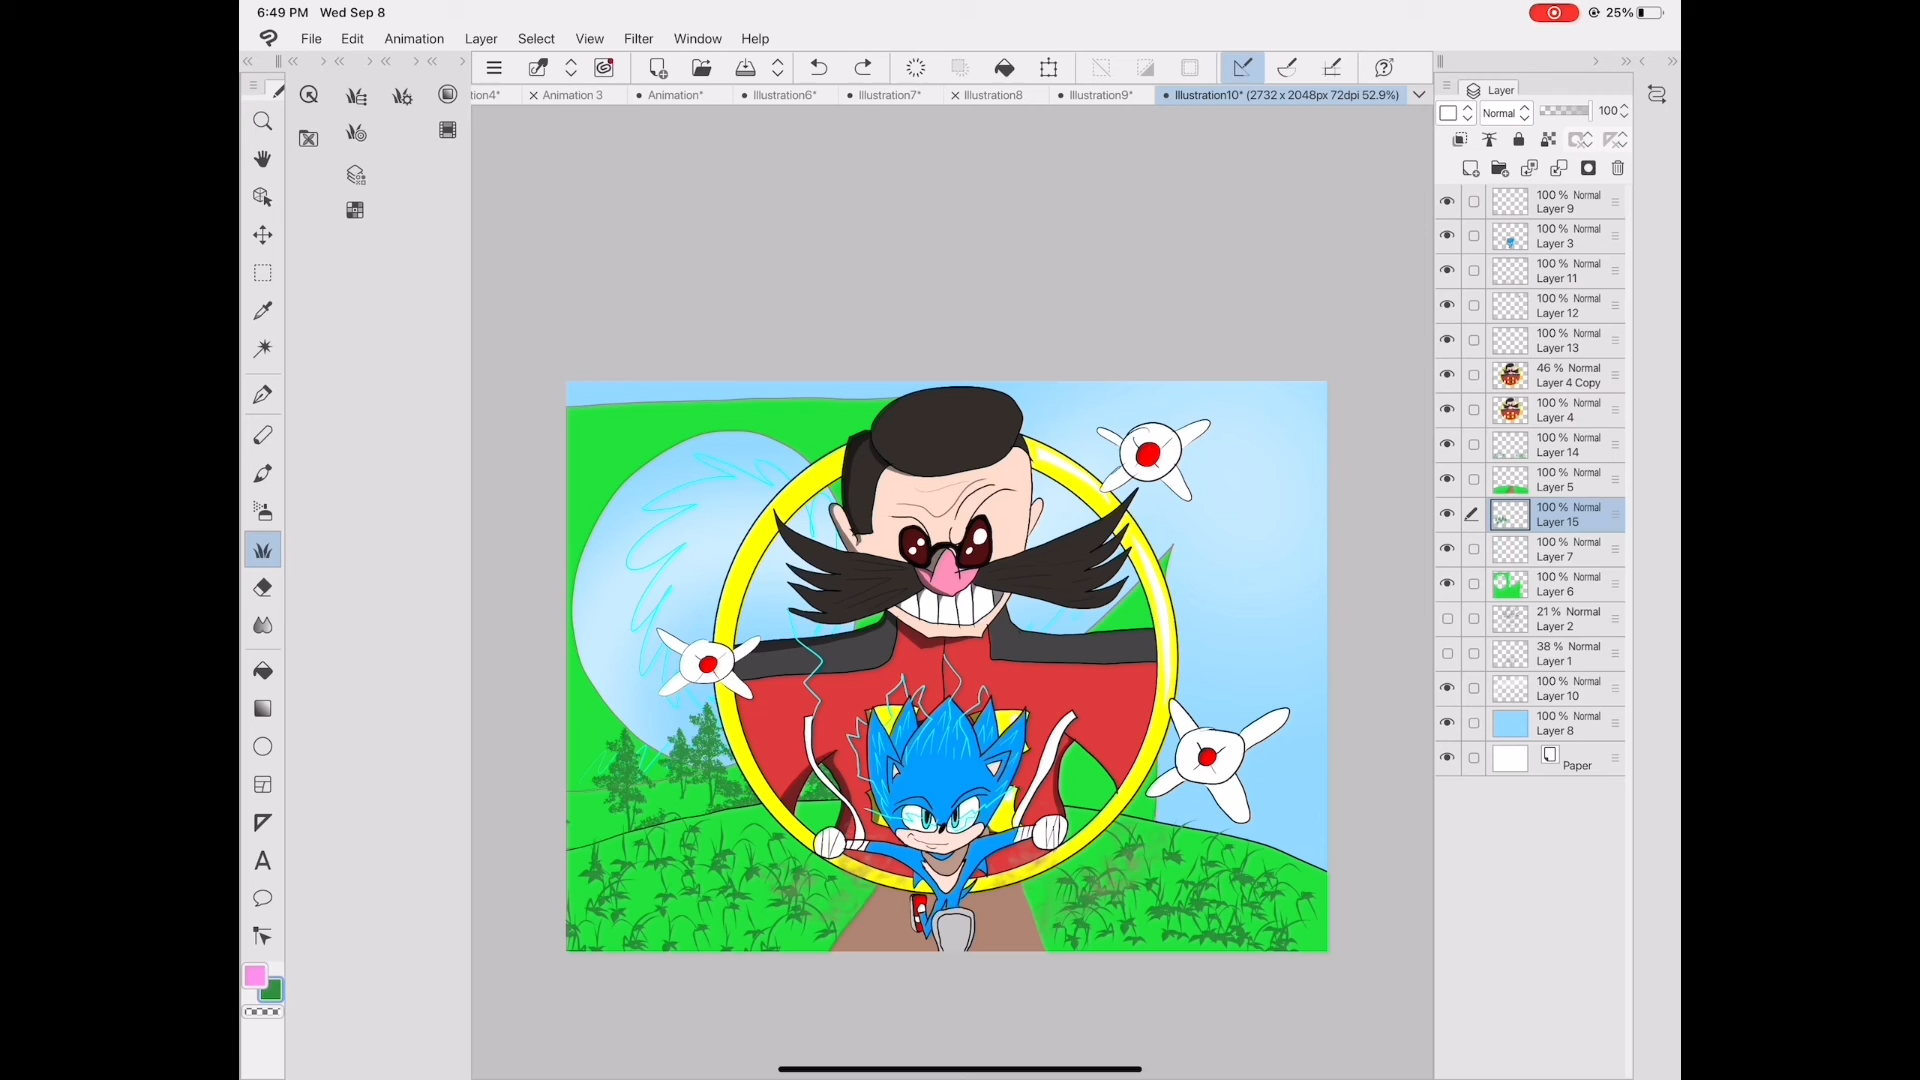 6:49 PM Wed Sep 8
25%
File Edit Animation Layer Select View Filter Window Help
tion4* Animation 3 Animation* Illustration6* Illustration7* Illustration8 Illustration9* Illustration10* (2732 x 2048px 72dpi 52.9%)
Layer
Normal 100
100 % Normal
Layer 9
100 % Normal
Layer 3
100 % Normal
Layer 11
100 % Normal
Layer 12
100 % Normal
Layer 13
46 % Normal
Layer 4 Copy
100 % Normal
Layer 4
100 % Normal
Layer 14
100 % Normal
Layer 5
100 % Normal
Layer 15
100 % Normal
Layer 7
100 % Normal
Layer 6
21 % Normal
Layer 2
38 % Normal
Layer 1
100 % Normal
Layer 10
100 % Normal
Layer 8
Paper
A